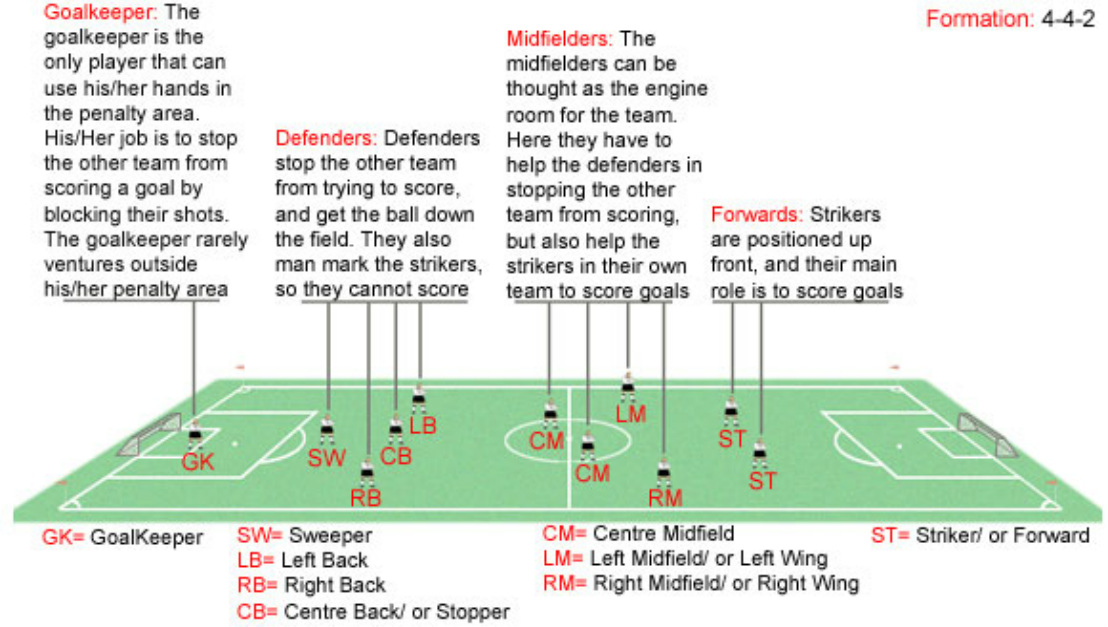 Goalkeeper: The
goalkeeper is the
only player that can
use his/her hands in
the penalty area.
His/Her job is to stop
the other team from
scoring a goal by
blocking their shots.
The goalkeeper rarely
ventures outside
his/her penalty area
Defenders: Defenders
stop the other team
from trying to score,
and get the ball down
the field. They also
man mark the strikers,
so they cannot score
Midfielders: The
midfielders can be
thought as the engine
room for the team.
Here they have to
help the defenders in
stopping the other
team from scoring,
but also help the
strikers in their own
team to score goals
Forwards: Strikers
are positioned up
front, and their main
role is to score goals
Formation: 4-4-2
GK
SW
RB
CB
LB
CM
CM
LM
RM
ST
ST
GK= GoalKeeper
SW= Sweeper
LB= Left Back
RB= Right Back
CB= Centre Back/ or Stopper
CM= Centre Midfield
LM= Left Midfield/ or Left Wing
RM= Right Midfield/ or Right Wing
ST= Striker/ or Forward